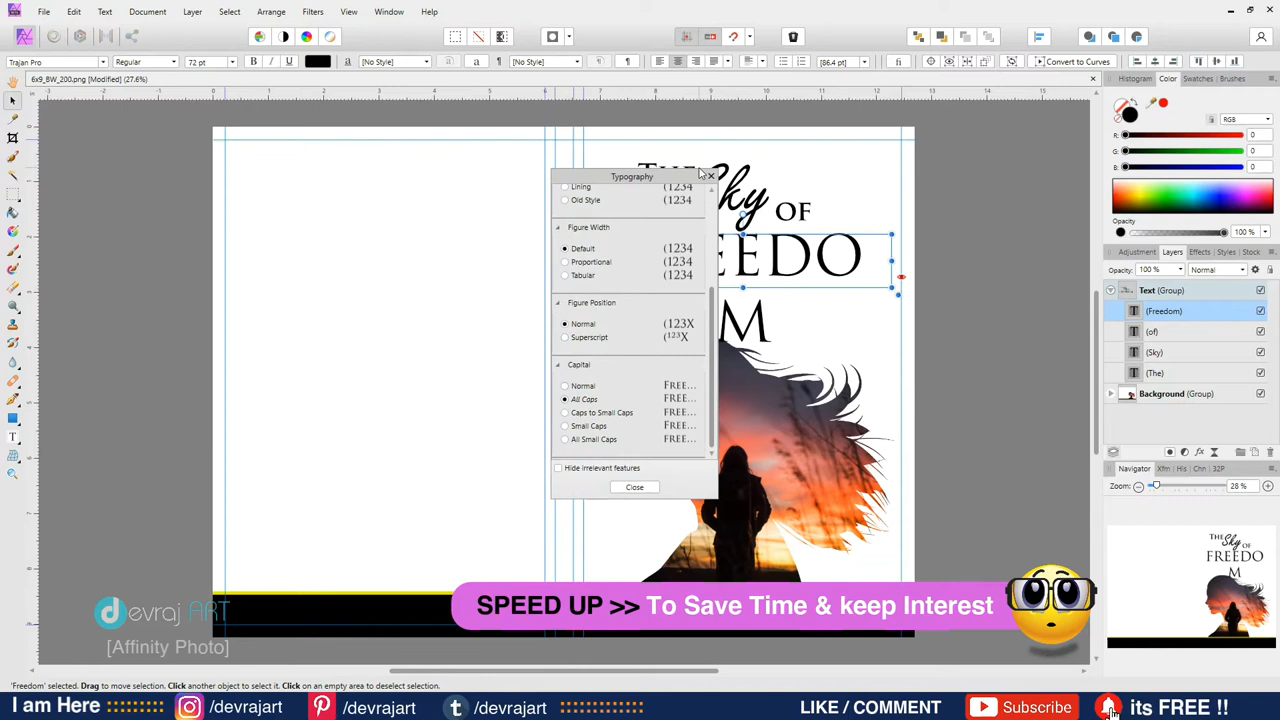 File Edit Text Document Layer Select Arrange Filters View Window Help
Trajan Pro Regular 72 pt B I U a [No Style] ¶ [No Style] [86.4 pt] fi Convert to Curves
6x9_BW_200.png [Modified] (27.6%)
Histogram Color Swatches Brushes
RGB
R: 0
G: 0
B: 0
Opacity
100 %
Adjustment Layers Effects Styles Stock
Opacity: 100 % Normal
Text (Group)
(Freedom)
(of)
(Sky)
(The)
Background (Group)
Navigator Xfm His Chn 32P
Zoom: 28 %
THE Sky OF
FREEDO
M
The
Sky OF
EEDO
M
Typography
Lining (1234
Old Style (1234
Figure Width
Default (1234
Proportional (1234
Tabular (1234
Figure Position
Normal (123X
Superscript (123X
Capital
Normal FREE...
All Caps FREE...
Caps to Small Caps FREE...
Small Caps FREE...
All Small Caps FREE...
Hide irrelevant features
Close
SPEED UP >> To Save Time & keep Interest
devraj ART
[Affinity Photo]
'Freedom' selected. Drag to move selection. Click another object to select it. Click on an empty area to deselect selection.
I am Here /devrajart /devrajart /devrajart LIKE / COMMENT Subscribe its FREE !!